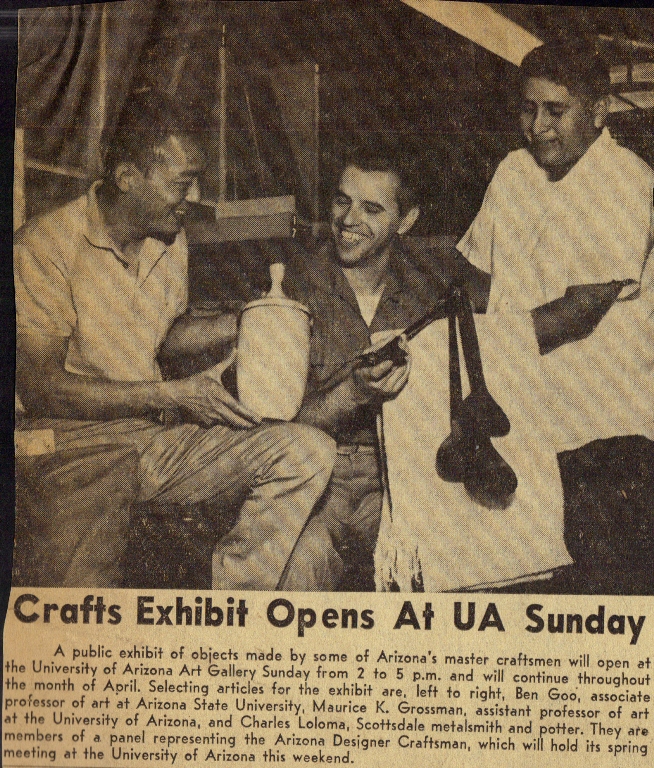 Crafts Exhibit Opens At UA Sunday
A public exhibit of objects made by some of Arizona's master craftsmen will open at
the University of Arizona Art Gallery Sunday from 2 to 5 p.m. and will continue throughout
the month of April. Selecting articles for the exhibit are, left to right, Ben Goo, associate
professor of art at Arizona State University, Maurice K. Grossman, assistant professor of art
at the University of Arizona, and Charles Loloma, Scottsdale metalsmith and potter. They are
members of a panel representing the Arizona Designer Craftsman, which will hold its spring
meeting at the University of Arizona this weekend.